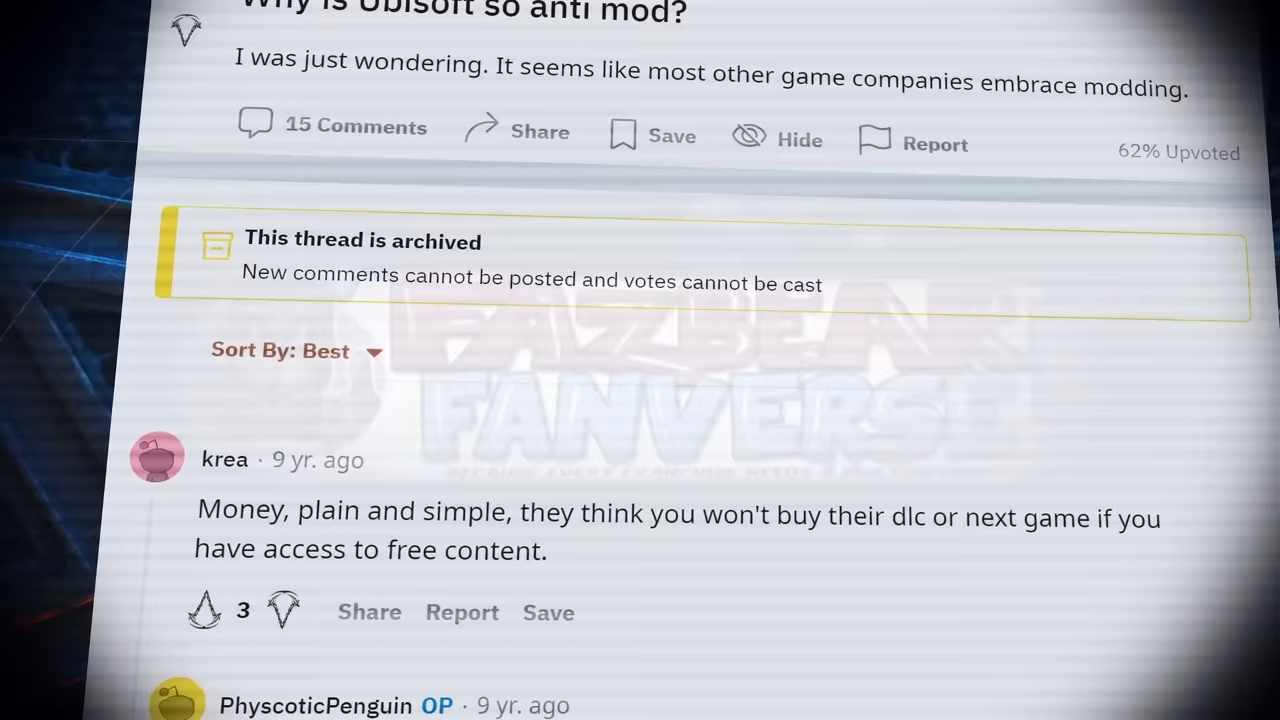 Why is Ubisoft so anti mod?
I was just wondering. It seems like most other game companies embrace modding.
15 Comments Share Save Hide Report 62% Upvoted
This thread is archived
New comments cannot be posted and votes cannot be cast
FAZBEAR
FANVERSE
Sort By: Best
krea · 9 yr. ago
Money, plain and simple, they think you won't buy their dlc or next game if you
have access to free content.
3 Share Report Save
PhyscoticPenguin OP · 9 yr. ago